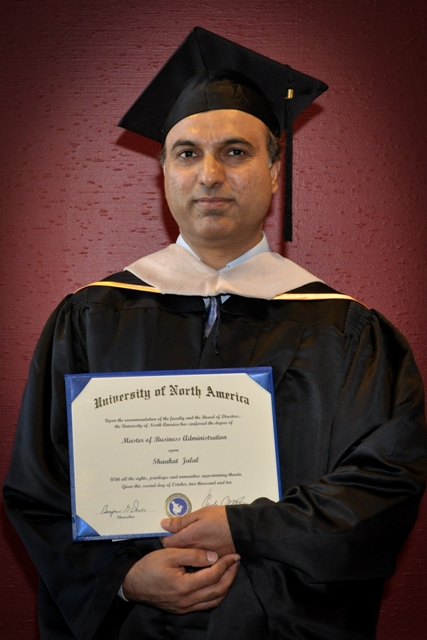 University of North America
Upon the recommendation of the faculty and the Board of Directors,
the University of North America has conferred the degree of
Master of Business Administration
upon
Shaukat Jalal
With all the rights, privileges and immunities appertaining thereto.
Given this second day of October, two thousand and ten
Chancellor